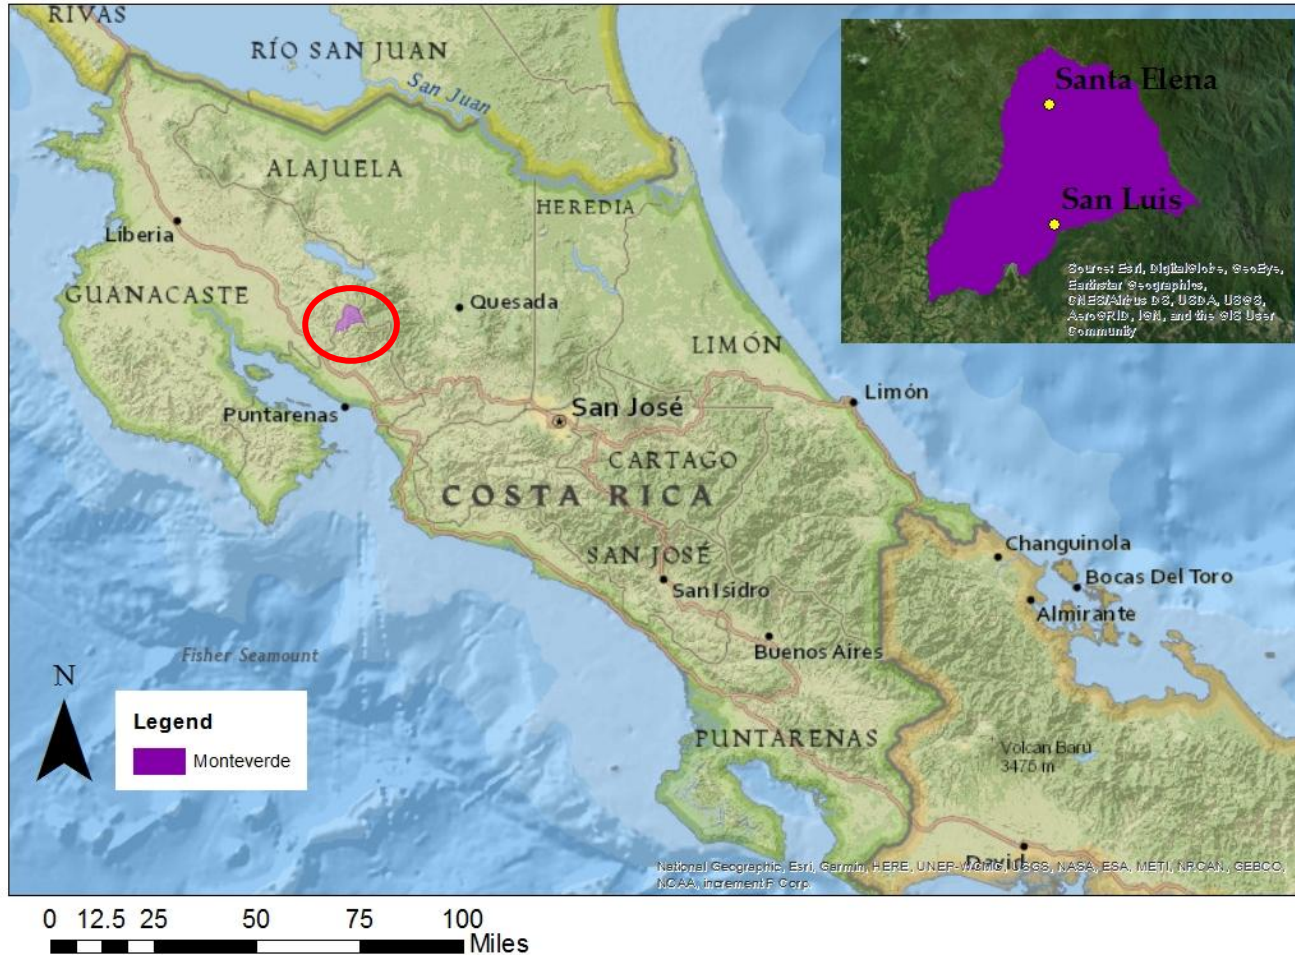 RIVAS
RÍO SAN JUAN
San Juan
ALAJUELA
HEREDIA
Liberia
GUANACASTE
Quesada
LIMÓN
Puntarenas
San José
Limón
CARTAGO
COSTA RICA
SAN JOSÉ
San Isidro
Changuinola
Bocas Del Toro
Almirante
Buenos Aires
Fisher Seamount
PUNTARENAS
Volcan Barú
3475 m
David
N
Legend
Monteverde
Santa Elena
San Luis
Source: Esri, DigitalGlobe, GeoEye,
Earthstar Geographics,
CNES/Airbus DS, USDA, USGS,
AeroGRID, IGN, and the GIS User
Community
National Geographic, Esri, Garmin, HERE, UNEP-WCMC, USGS, NASA, ESA, METI, NRCAN, GEBCO,
NOAA, increment P Corp.
0 12.5 25 50 75 100
Miles